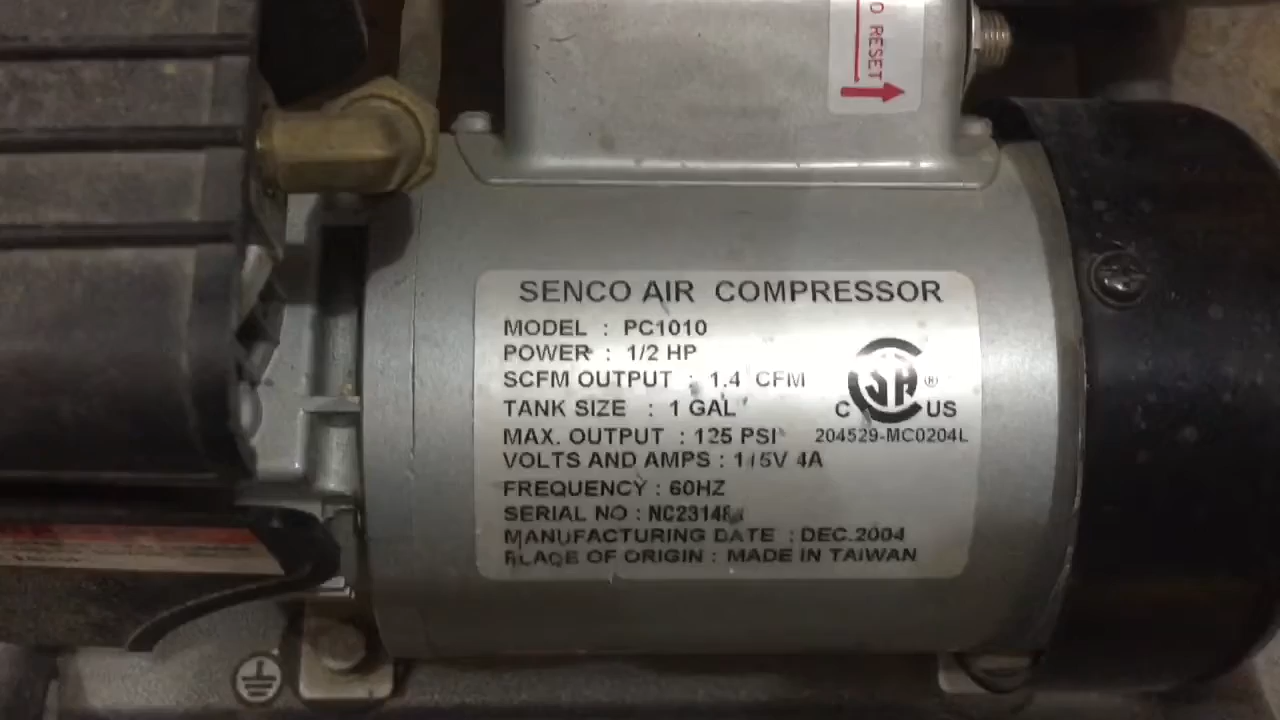 O RESET
SENCO AIR COMPRESSOR
MODEL : PC1010
POWER : 1/2 HP
SCFM OUTPUT : 1.4 CFM
TANK SIZE : 1 GAL
MAX. OUTPUT : 125 PSI
VOLTS AND AMPS : 115V 4A
FREQUENCY : 60HZ
SERIAL NO :
MANUFACTURING DATE : DEC.2004
PLACE OF ORIGIN : MADE IN TAIWAN
SA ®
C US
204529-MC0204L